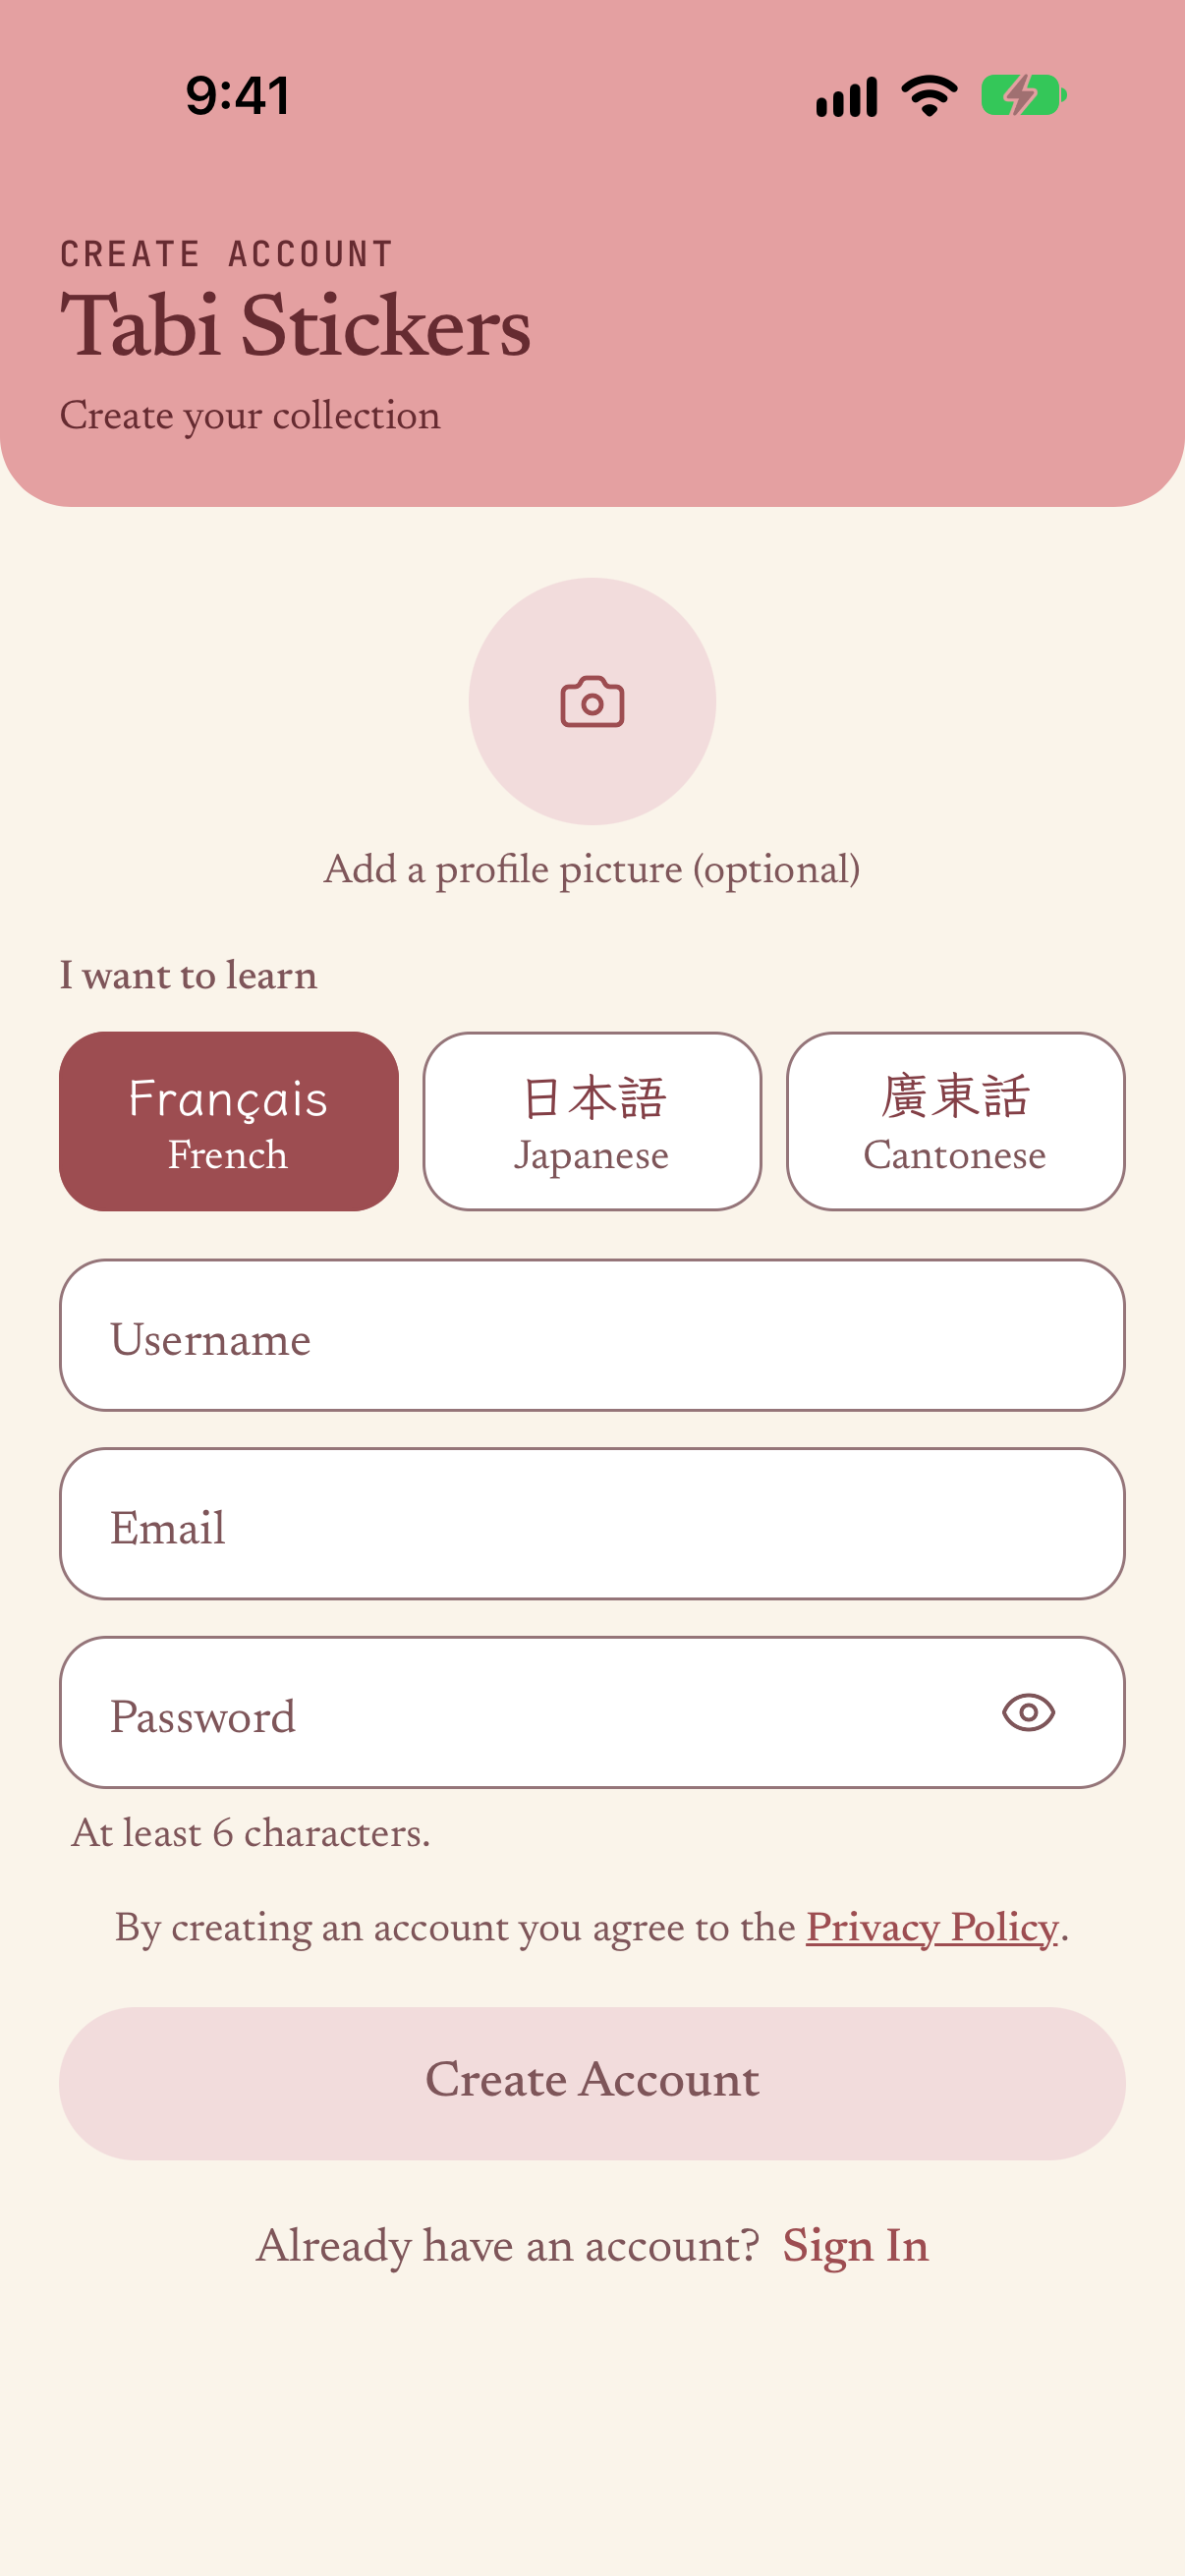 9:41
CREATE ACCOUNT
Tabi Stickers
Create your collection
Add a profile picture (optional)
I want to learn
Français
French
日本語
Japanese
廣東話
Cantonese
Username
Email
Password
At least 6 characters.
By creating an account you agree to the Privacy Policy.
Create Account
Already have an account? Sign In